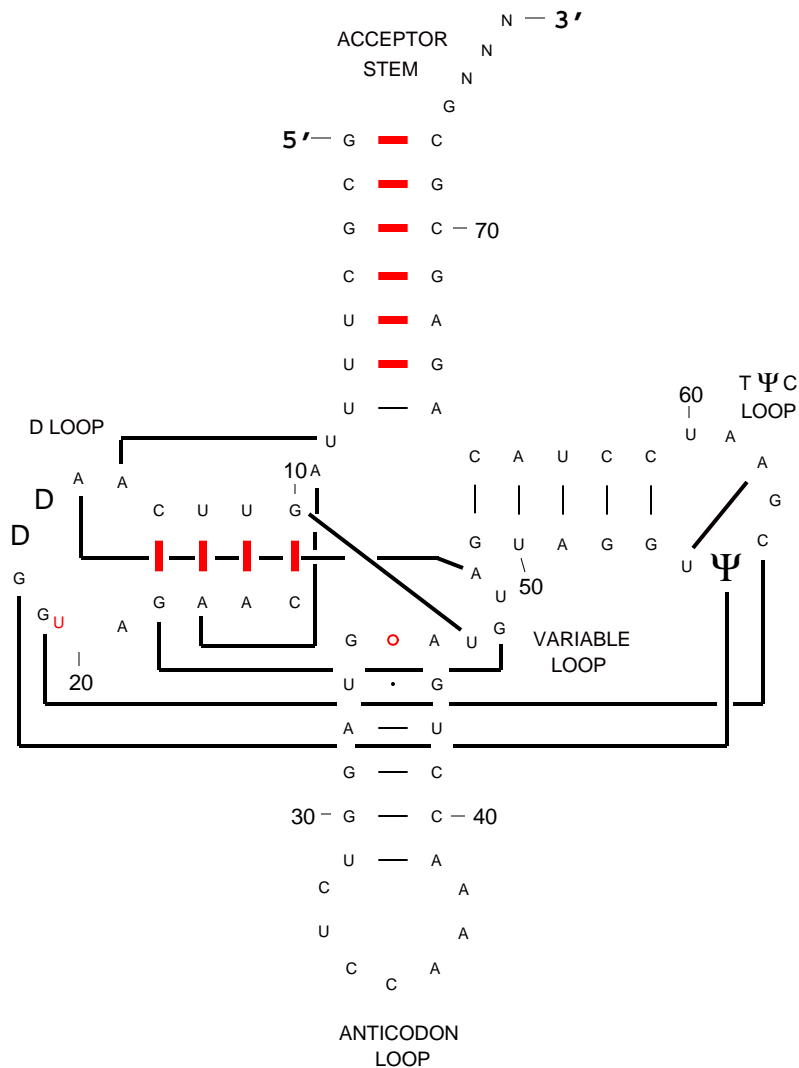 N 3′
ACCEPTOR N
STEM N
G
5′ G C
C G
G C 70
C G
U A T Ψ C
U G 60 LOOP
U A U A
D LOOP U C A U C C A
A A 10 A G
D C U U G
D G U A G G U Ψ C
G A 50
G U A G A A C U
20 G A U G VARIABLE
U G LOOP
A U
G C
30 G C 40
U A
C A
U A
C C A
ANTICODON
LOOP